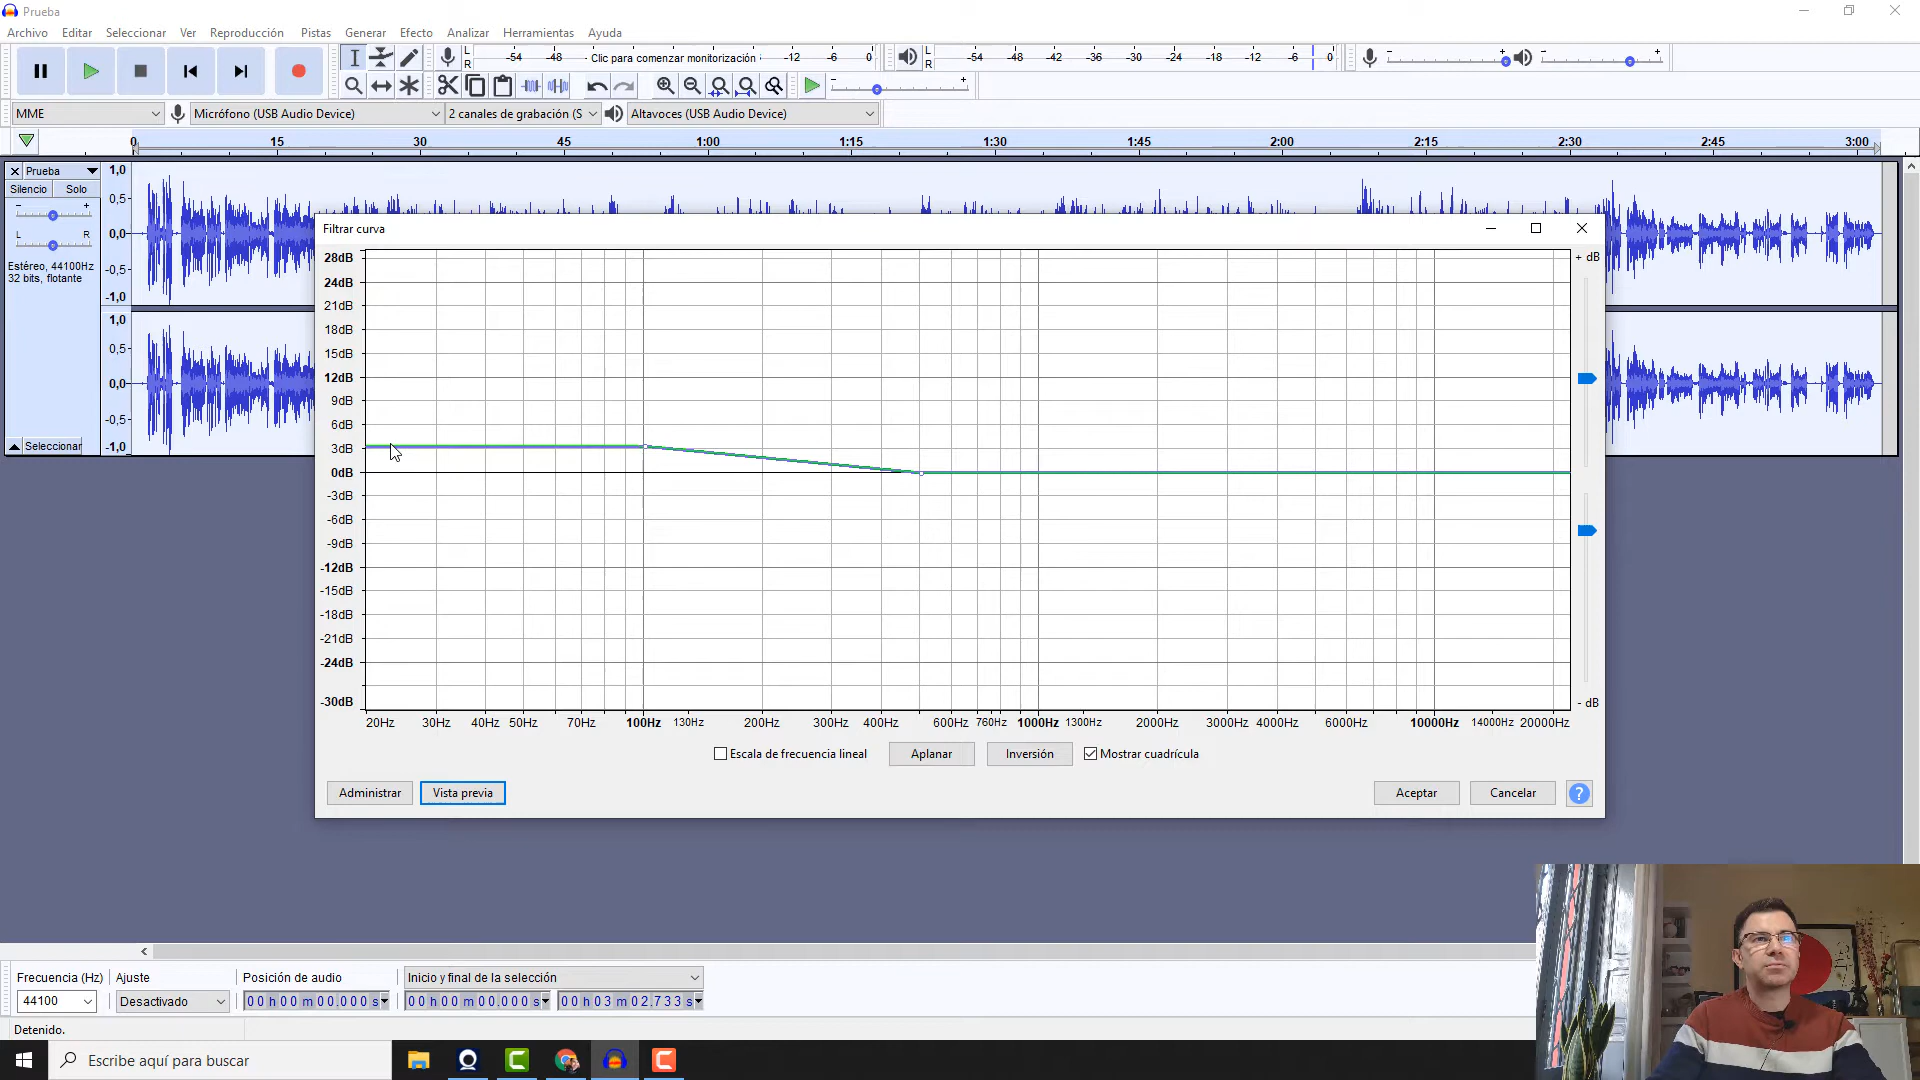 Prueba
Archivo Editar Seleccionar Ver Reproducción Pistas Generar Efecto Analizar Herramientas Ayuda
L R -54 -48 Clic para comenzar monitorización -12 -6 0 L R -54 -48 -42 -36 -30 -24 -18 -12 -6 0 - + - +
- +
MME Micrófono (USB Audio Device) 2 canales de grabación (S Altavoces (USB Audio Device)
0 15 30 45 1:00 1:15 1:30 1:45 2:00 2:15 2:30 2:45 3:00
Prueba
Silencio Solo
- +
L R
Estéreo, 44100Hz
32 bits, flotante
Seleccionar
1,0
0,5
0,0
-0,5
-1,0
1,0
0,5
0,0
-0,5
-1,0
Filtrar curva
+ dB
28dB
24dB
21dB
18dB
15dB
12dB
9dB
6dB
3dB
0dB
-3dB
-6dB
-9dB
-12dB
-15dB
-18dB
-21dB
-24dB
-30dB
- dB
20Hz 30Hz 40Hz 50Hz 70Hz 100Hz 130Hz 200Hz 300Hz 400Hz 600Hz 760Hz 1000Hz 1300Hz 2000Hz 3000Hz 4000Hz 6000Hz 10000Hz 14000Hz 20000Hz
Escala de frecuencia lineal Aplanar Inversión Mostrar cuadrícula
Administrar Vista previa Aceptar Cancelar ?
Frecuencia (Hz) Ajuste Posición de audio Inicio y final de la selección
44100 Desactivado 00 h 00 m 00.000 s 00 h 00 m 00.000 s 00 h 03 m 02.733 s
Detenido.
Escribe aquí para buscar